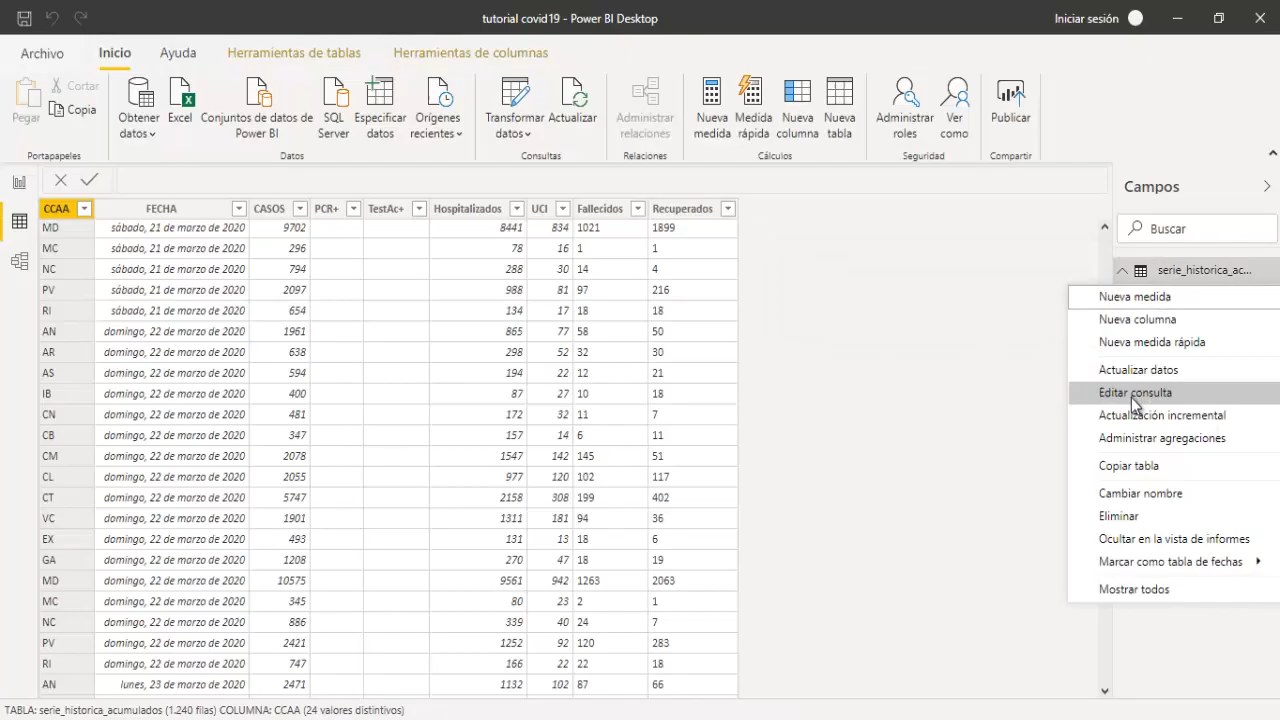 tutorial covid19 - Power BI Desktop
Iniciar sesión
Archivo Inicio Ayuda Herramientas de tablas Herramientas de columnas
Pegar
Cortar
Copia
Portapapeles
Obtener datos
Excel
Conjuntos de datos de Power BI
SQL Server
Especificar datos
Orígenes recientes
Datos
Transformar datos
Actualizar
Consultas
Administrar relaciones
Relaciones
Nueva medida
Medida rápida
Nueva columna
Nueva tabla
Cálculos
Administrar roles
Ver como
Seguridad
Publicar
Compartir
CCAA FECHA CASOS PCR+ TestAc+ Hospitalizados UCI Fallecidos Recuperados
MD sábado, 21 de marzo de 2020 9702 8441 834 1021 1899
MC sábado, 21 de marzo de 2020 296 78 16 1 1
NC sábado, 21 de marzo de 2020 794 288 30 14 4
PV sábado, 21 de marzo de 2020 2097 988 81 97 216
RI sábado, 21 de marzo de 2020 654 134 17 18 18
AN domingo, 22 de marzo de 2020 1961 865 77 58 50
AR domingo, 22 de marzo de 2020 638 298 52 32 30
AS domingo, 22 de marzo de 2020 594 194 22 12 21
IB domingo, 22 de marzo de 2020 400 87 27 10 18
CN domingo, 22 de marzo de 2020 481 172 32 11 7
CB domingo, 22 de marzo de 2020 347 157 14 6 11
CM domingo, 22 de marzo de 2020 2078 1547 142 145 51
CL domingo, 22 de marzo de 2020 2055 977 120 102 117
CT domingo, 22 de marzo de 2020 5747 2158 308 199 402
VC domingo, 22 de marzo de 2020 1901 1311 181 94 36
EX domingo, 22 de marzo de 2020 493 131 13 18 6
GA domingo, 22 de marzo de 2020 1208 270 47 18 19
MD domingo, 22 de marzo de 2020 10575 9561 942 1263 2063
MC domingo, 22 de marzo de 2020 345 80 23 2 1
NC domingo, 22 de marzo de 2020 886 339 40 24 7
PV domingo, 22 de marzo de 2020 2421 1252 92 120 283
RI domingo, 22 de marzo de 2020 747 166 22 22 18
AN lunes, 23 de marzo de 2020 2471 1132 102 87 66
Campos
Buscar
serie_historica_ac...
Nueva medida
Nueva columna
Nueva medida rápida
Actualizar datos
Editar consulta
Actualización incremental
Administrar agregaciones
Copiar tabla
Cambiar nombre
Eliminar
Ocultar en la vista de informes
Marcar como tabla de fechas
Mostrar todos
TABLA: serie_historica_acumulados (1.240 filas) COLUMNA: CCAA (24 valores distintivos)